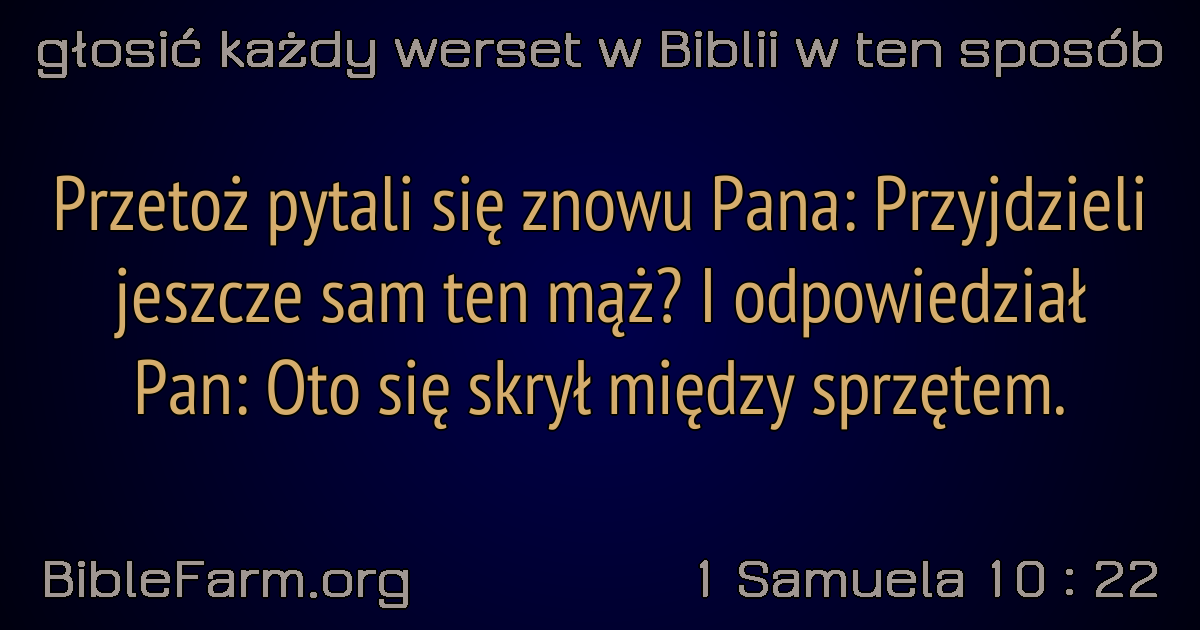 głosić każdy werset w Biblii w ten sposób
Przetoż pytali się znowu Pana: Przyjdzieli
jeszcze sam ten mąż? I odpowiedział
Pan: Oto się skrył między sprzętem.
BibleFarm.org
1 Samuela 10 : 22